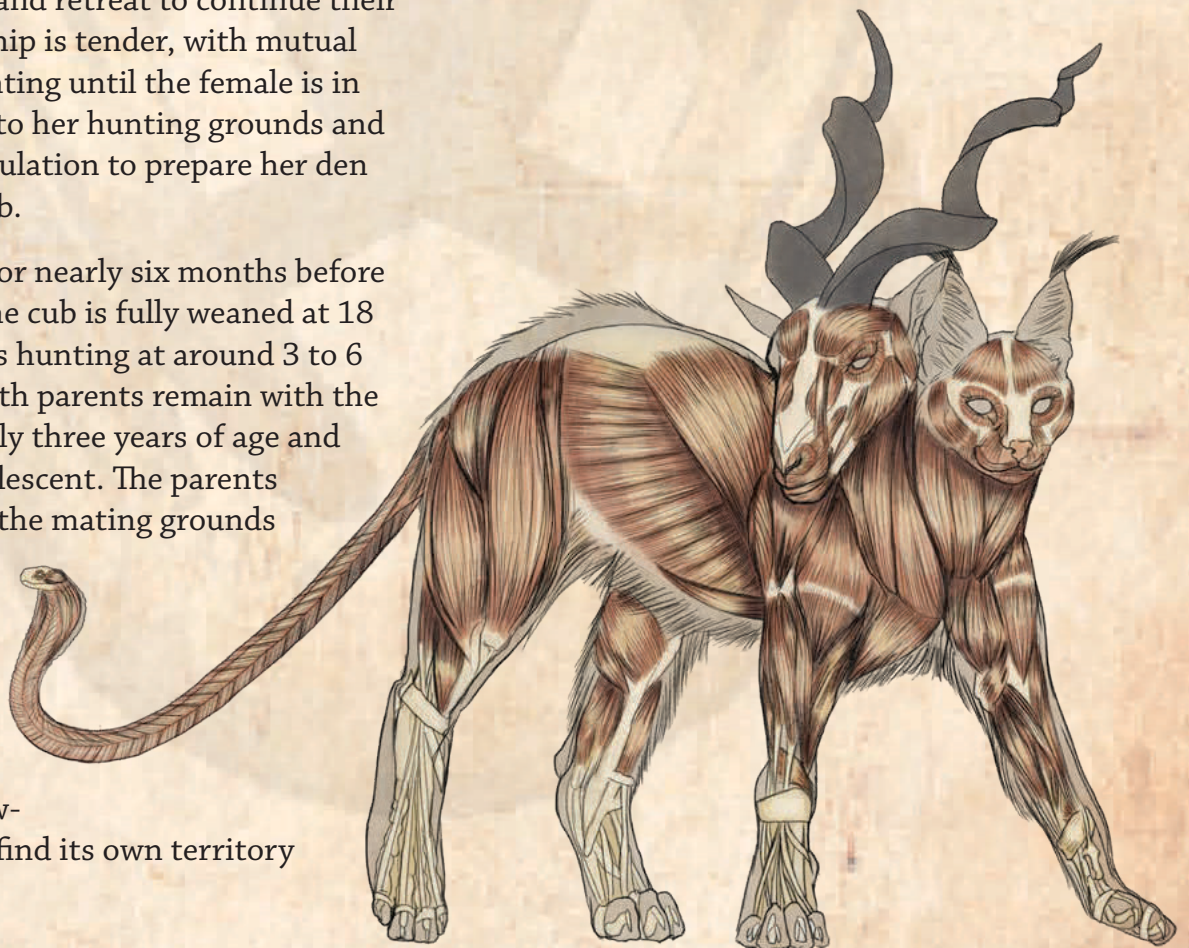 and retreat to continue their
hip is tender, with mutual
nting until the female is in
to her hunting grounds and
ulation to prepare her den
b.
or nearly six months before
he cub is fully weaned at 18
s hunting at around 3 to 6
th parents remain with the
ly three years of age and
lescent. The parents
the mating grounds
w-
find its own territory